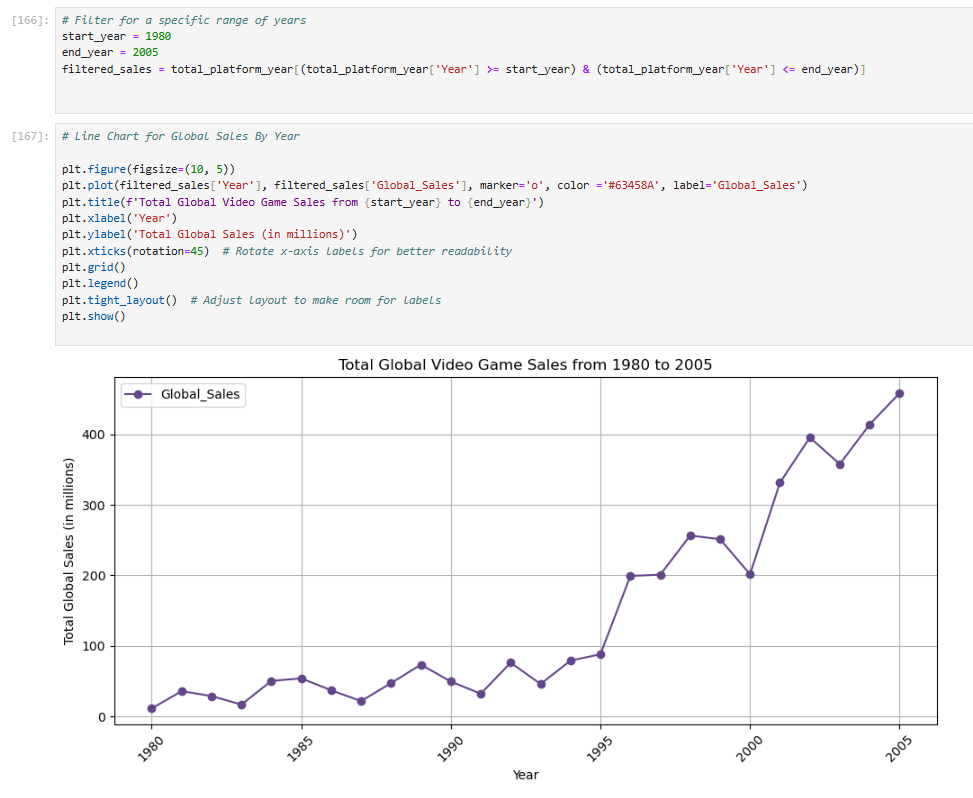 [166]: # Filter for a specific range of years
start_year = 1980
end_year = 2005
filtered_sales = total_platform_year[(total_platform_year['Year'] >= start_year) & (total_platform_year['Year'] <= end_year)]
[167]: # Line Chart for Global Sales By Year
plt.figure(figsize=(10, 5))
plt.plot(filtered_sales['Year'], filtered_sales['Global_Sales'], marker='o', color ='#63458A', label='Global_Sales')
plt.title(f'Total Global Video Game Sales from {start_year} to {end_year}')
plt.xlabel('Year')
plt.ylabel('Total Global Sales (in millions)')
plt.xticks(rotation=45)  # Rotate x-axis labels for better readability
plt.grid()
plt.legend()
plt.tight_layout()  # Adjust layout to make room for labels
plt.show()
Total Global Video Game Sales from 1980 to 2005
Global_Sales
Total Global Sales (in millions)
400
300
200
100
0
1980 1985 1990 1995 2000 2005
Year